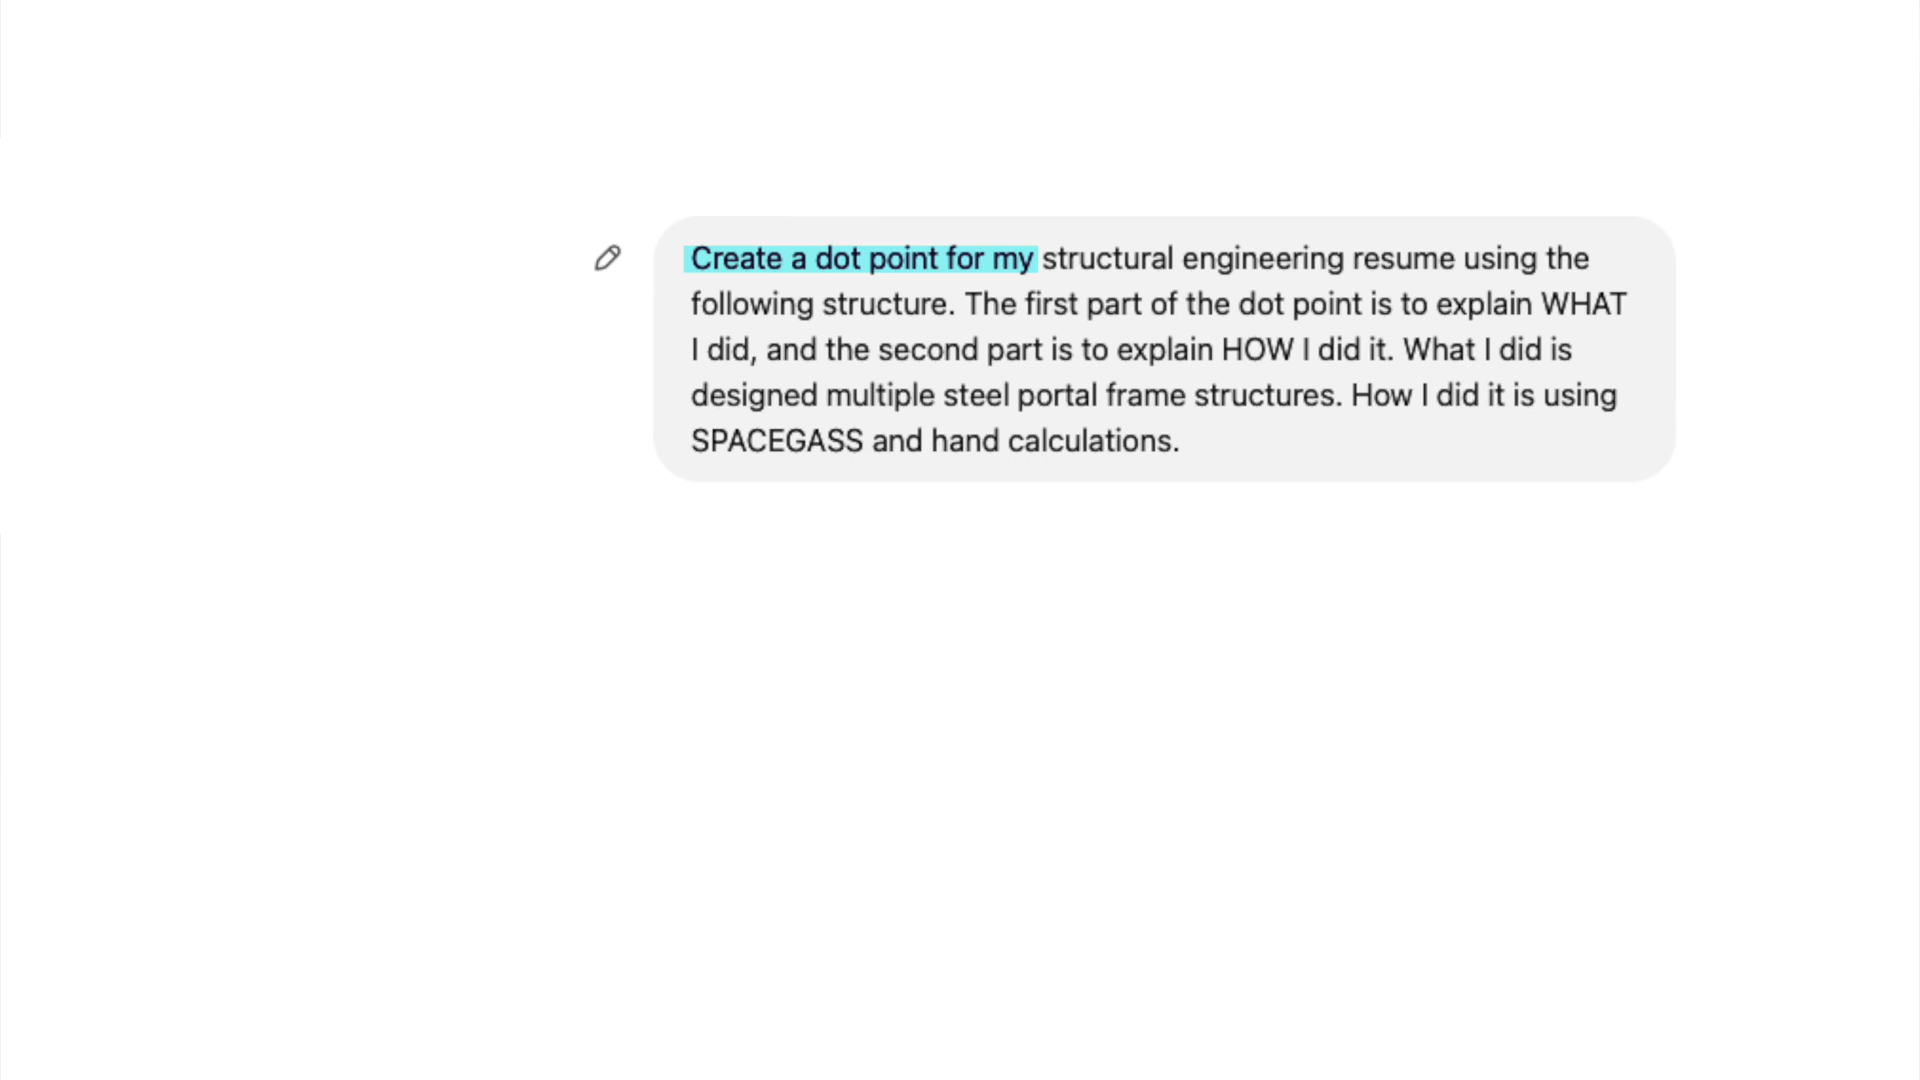 Create a dot point for my structural engineering resume using the
following structure. The first part of the dot point is to explain WHAT
I did, and the second part is to explain HOW I did it. What I did is
designed multiple steel portal frame structures. How I did it is using
SPACEGASS and hand calculations.